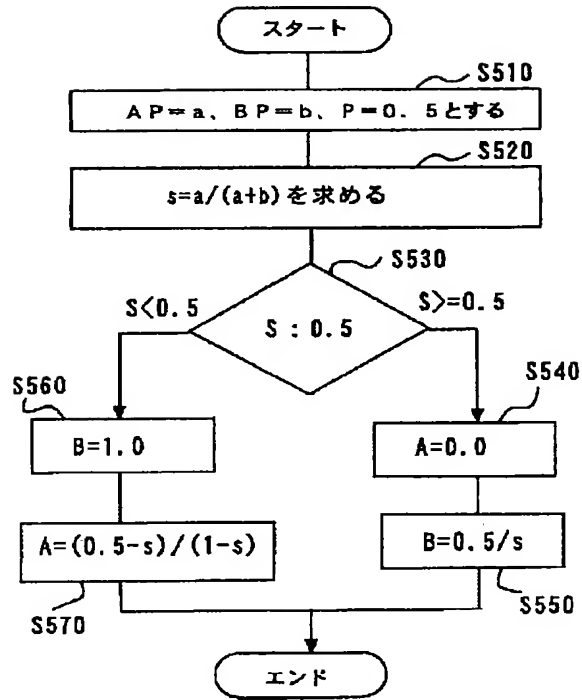 スタート
S510
AP=a、BP=b、P=0.5とする
S520
s=a/(a+b)を求める
S530
S<0.5
S>=0.5
S:0.5
S560
S540
B=1.0
A=0.0
A=(0.5-s)/(1-s)
B=0.5/s
S570
S550
エンド